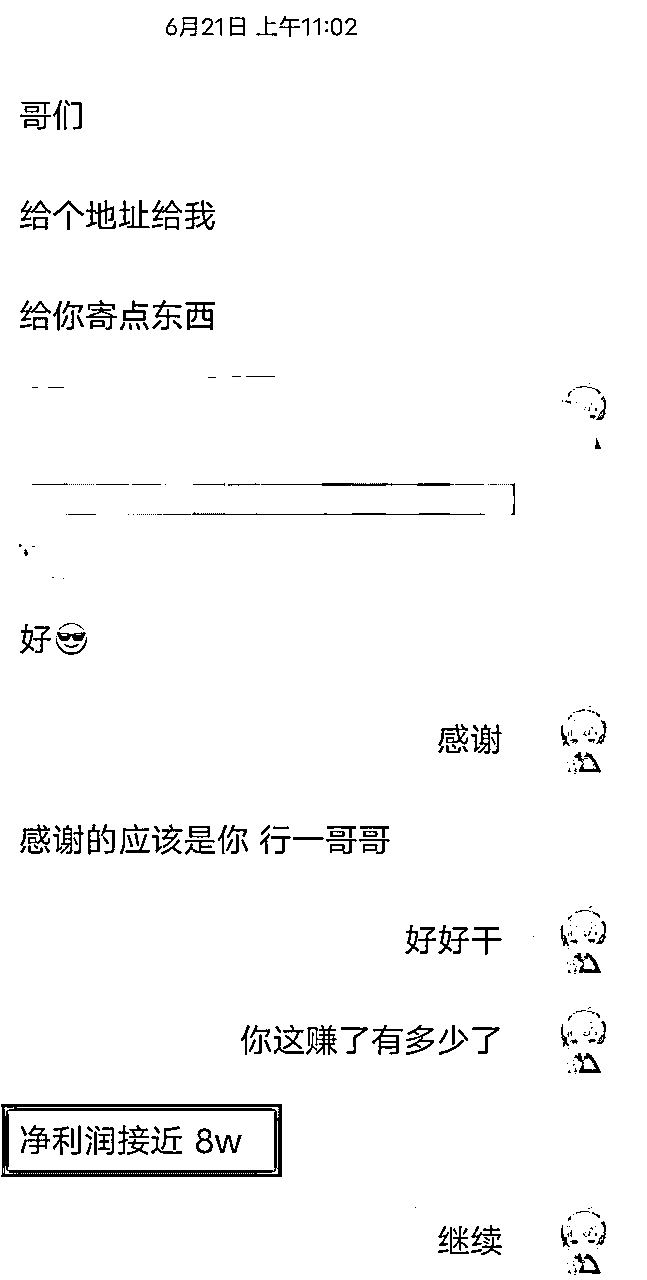 6月21日 上午11:02
哥们
给个地址给我
给你寄点东西
好😎
感谢
感谢的应该是你 行一哥哥
好好干
你这赚了有多少了
净利润接近 8w
继续